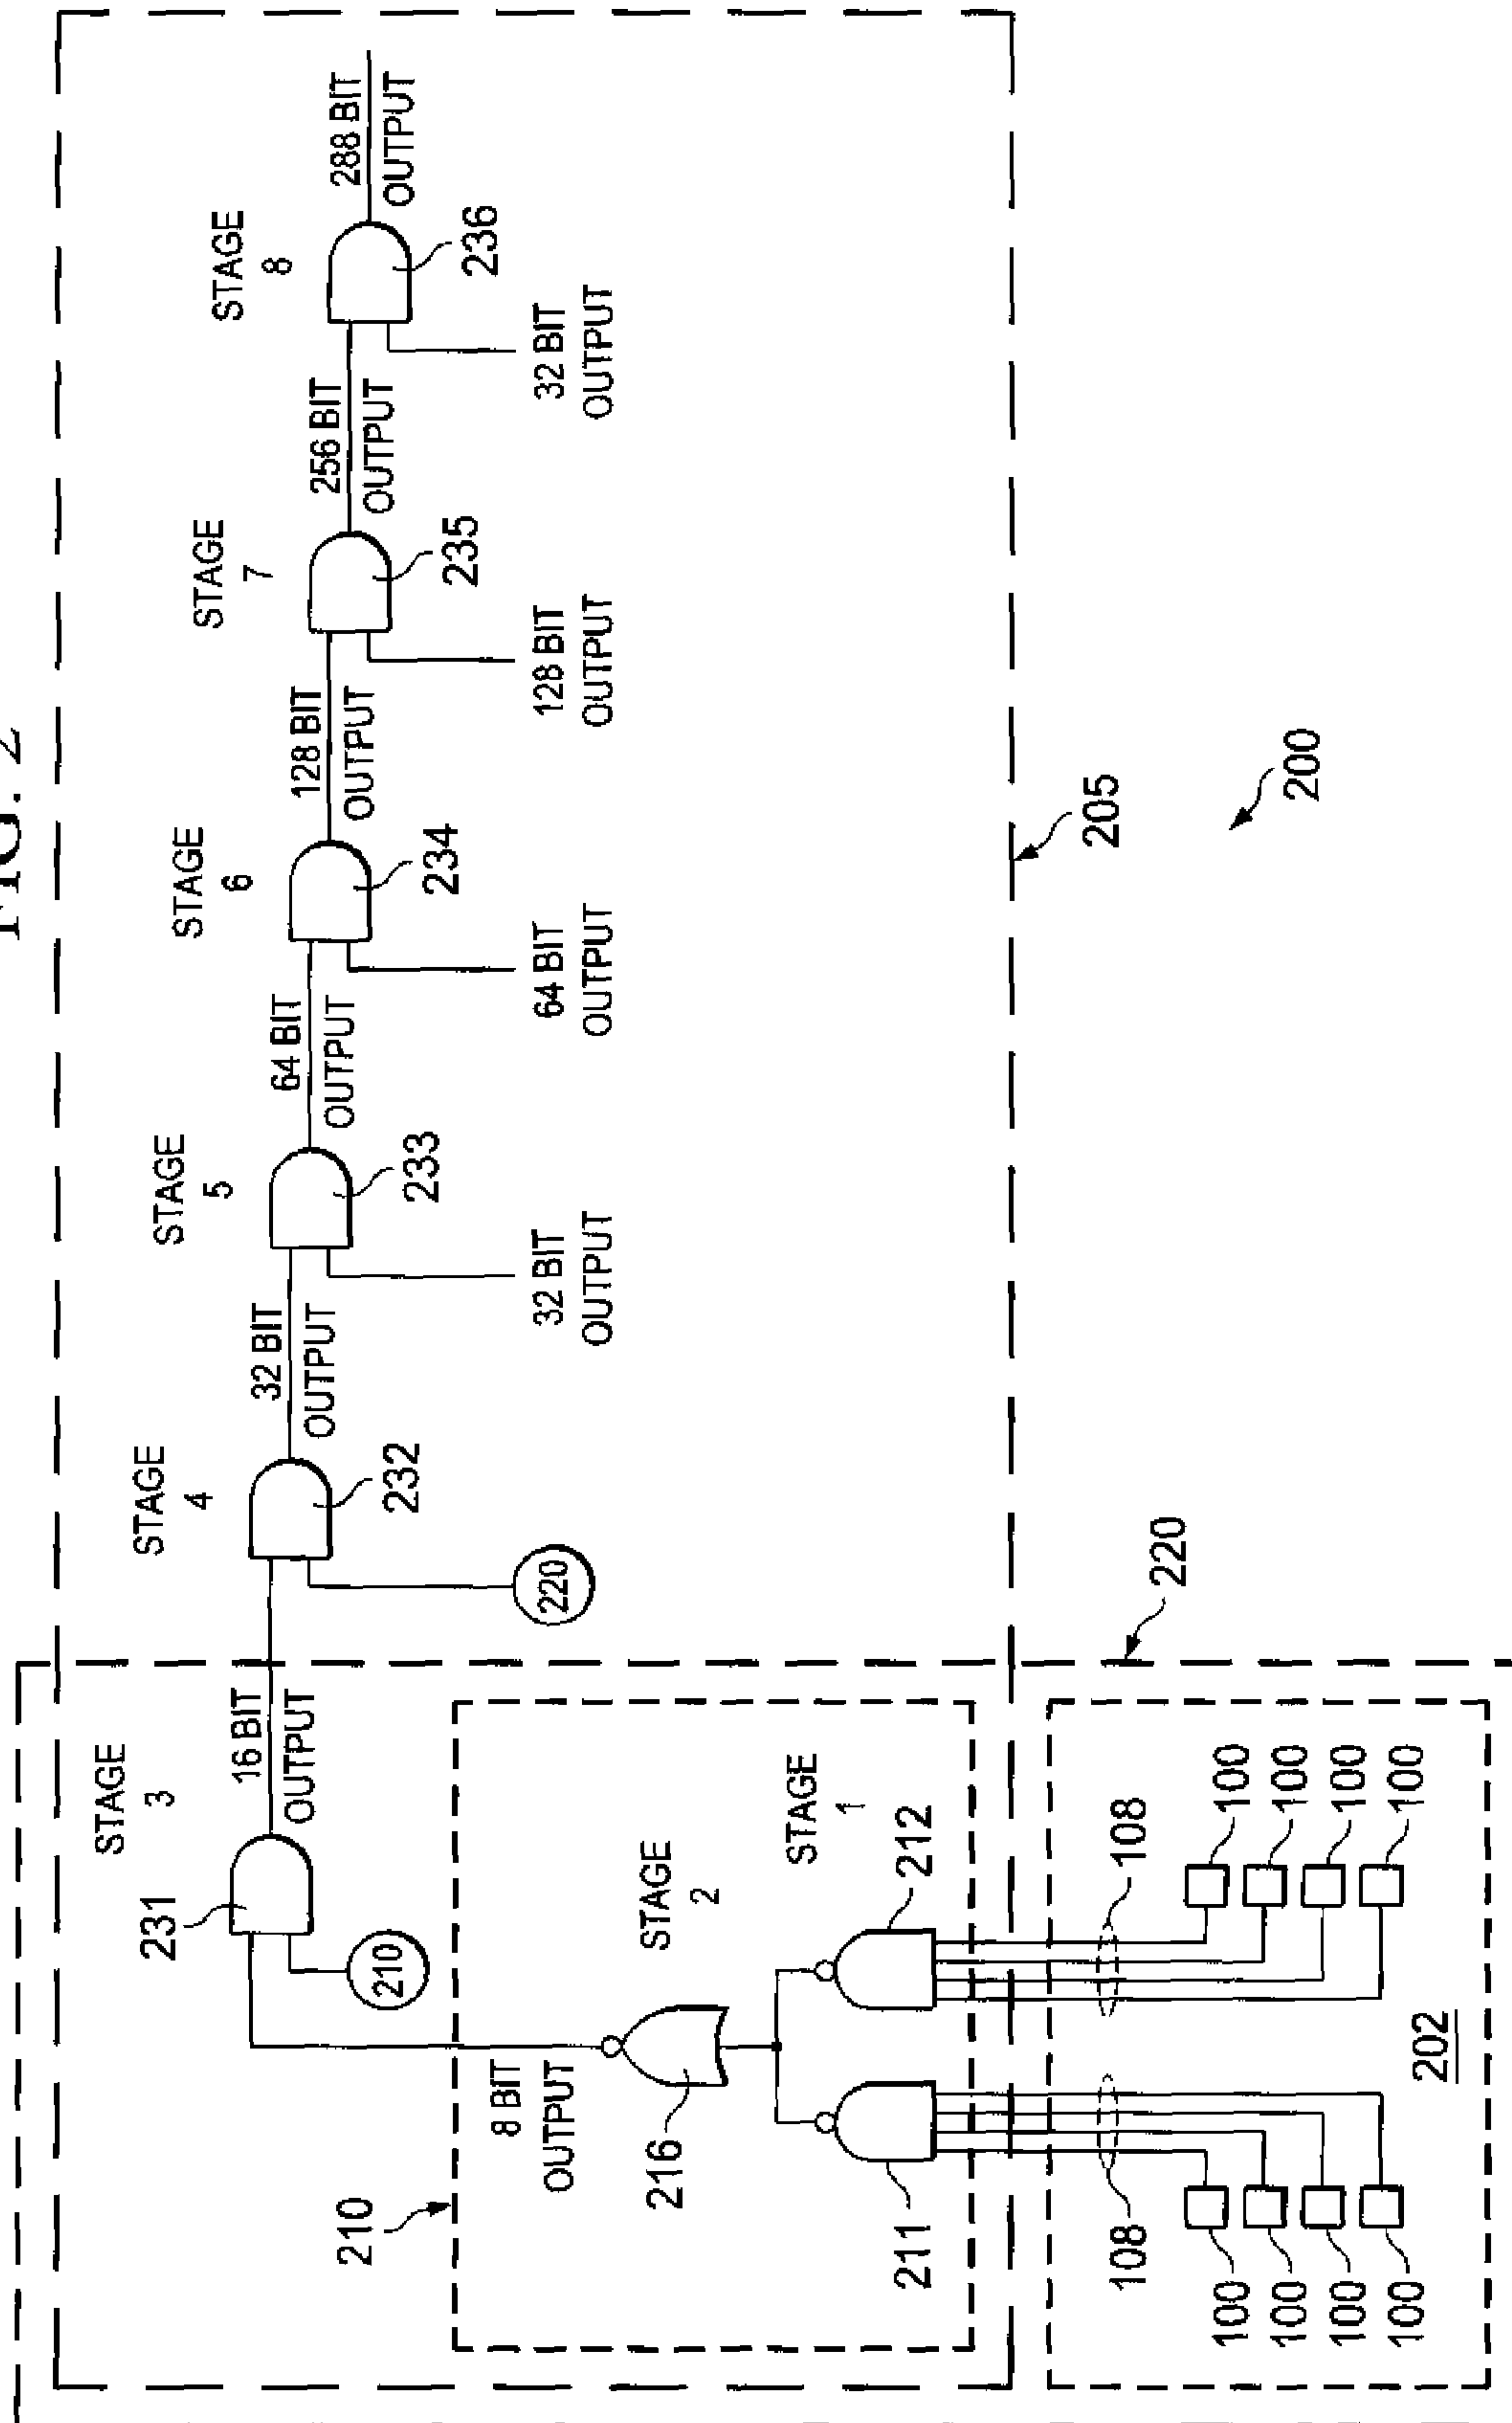 FIG. 2
STAGE
3
STAGE
4
STAGE
5
STAGE
6
STAGE
7
STAGE
8
231
16 BIT
OUTPUT
210
232
32 BIT
OUTPUT
220
233
64 BIT
OUTPUT
32 BIT
OUTPUT
234
128 BIT
OUTPUT
64 BIT
OUTPUT
235
256 BIT
OUTPUT
128 BIT
OUTPUT
236
288 BIT
OUTPUT
32 BIT
OUTPUT
210
8 BIT
OUTPUT
216
STAGE
2
STAGE
1
211
212
205
220
200
108
108
100
100
100
100
100
100
100
100
202